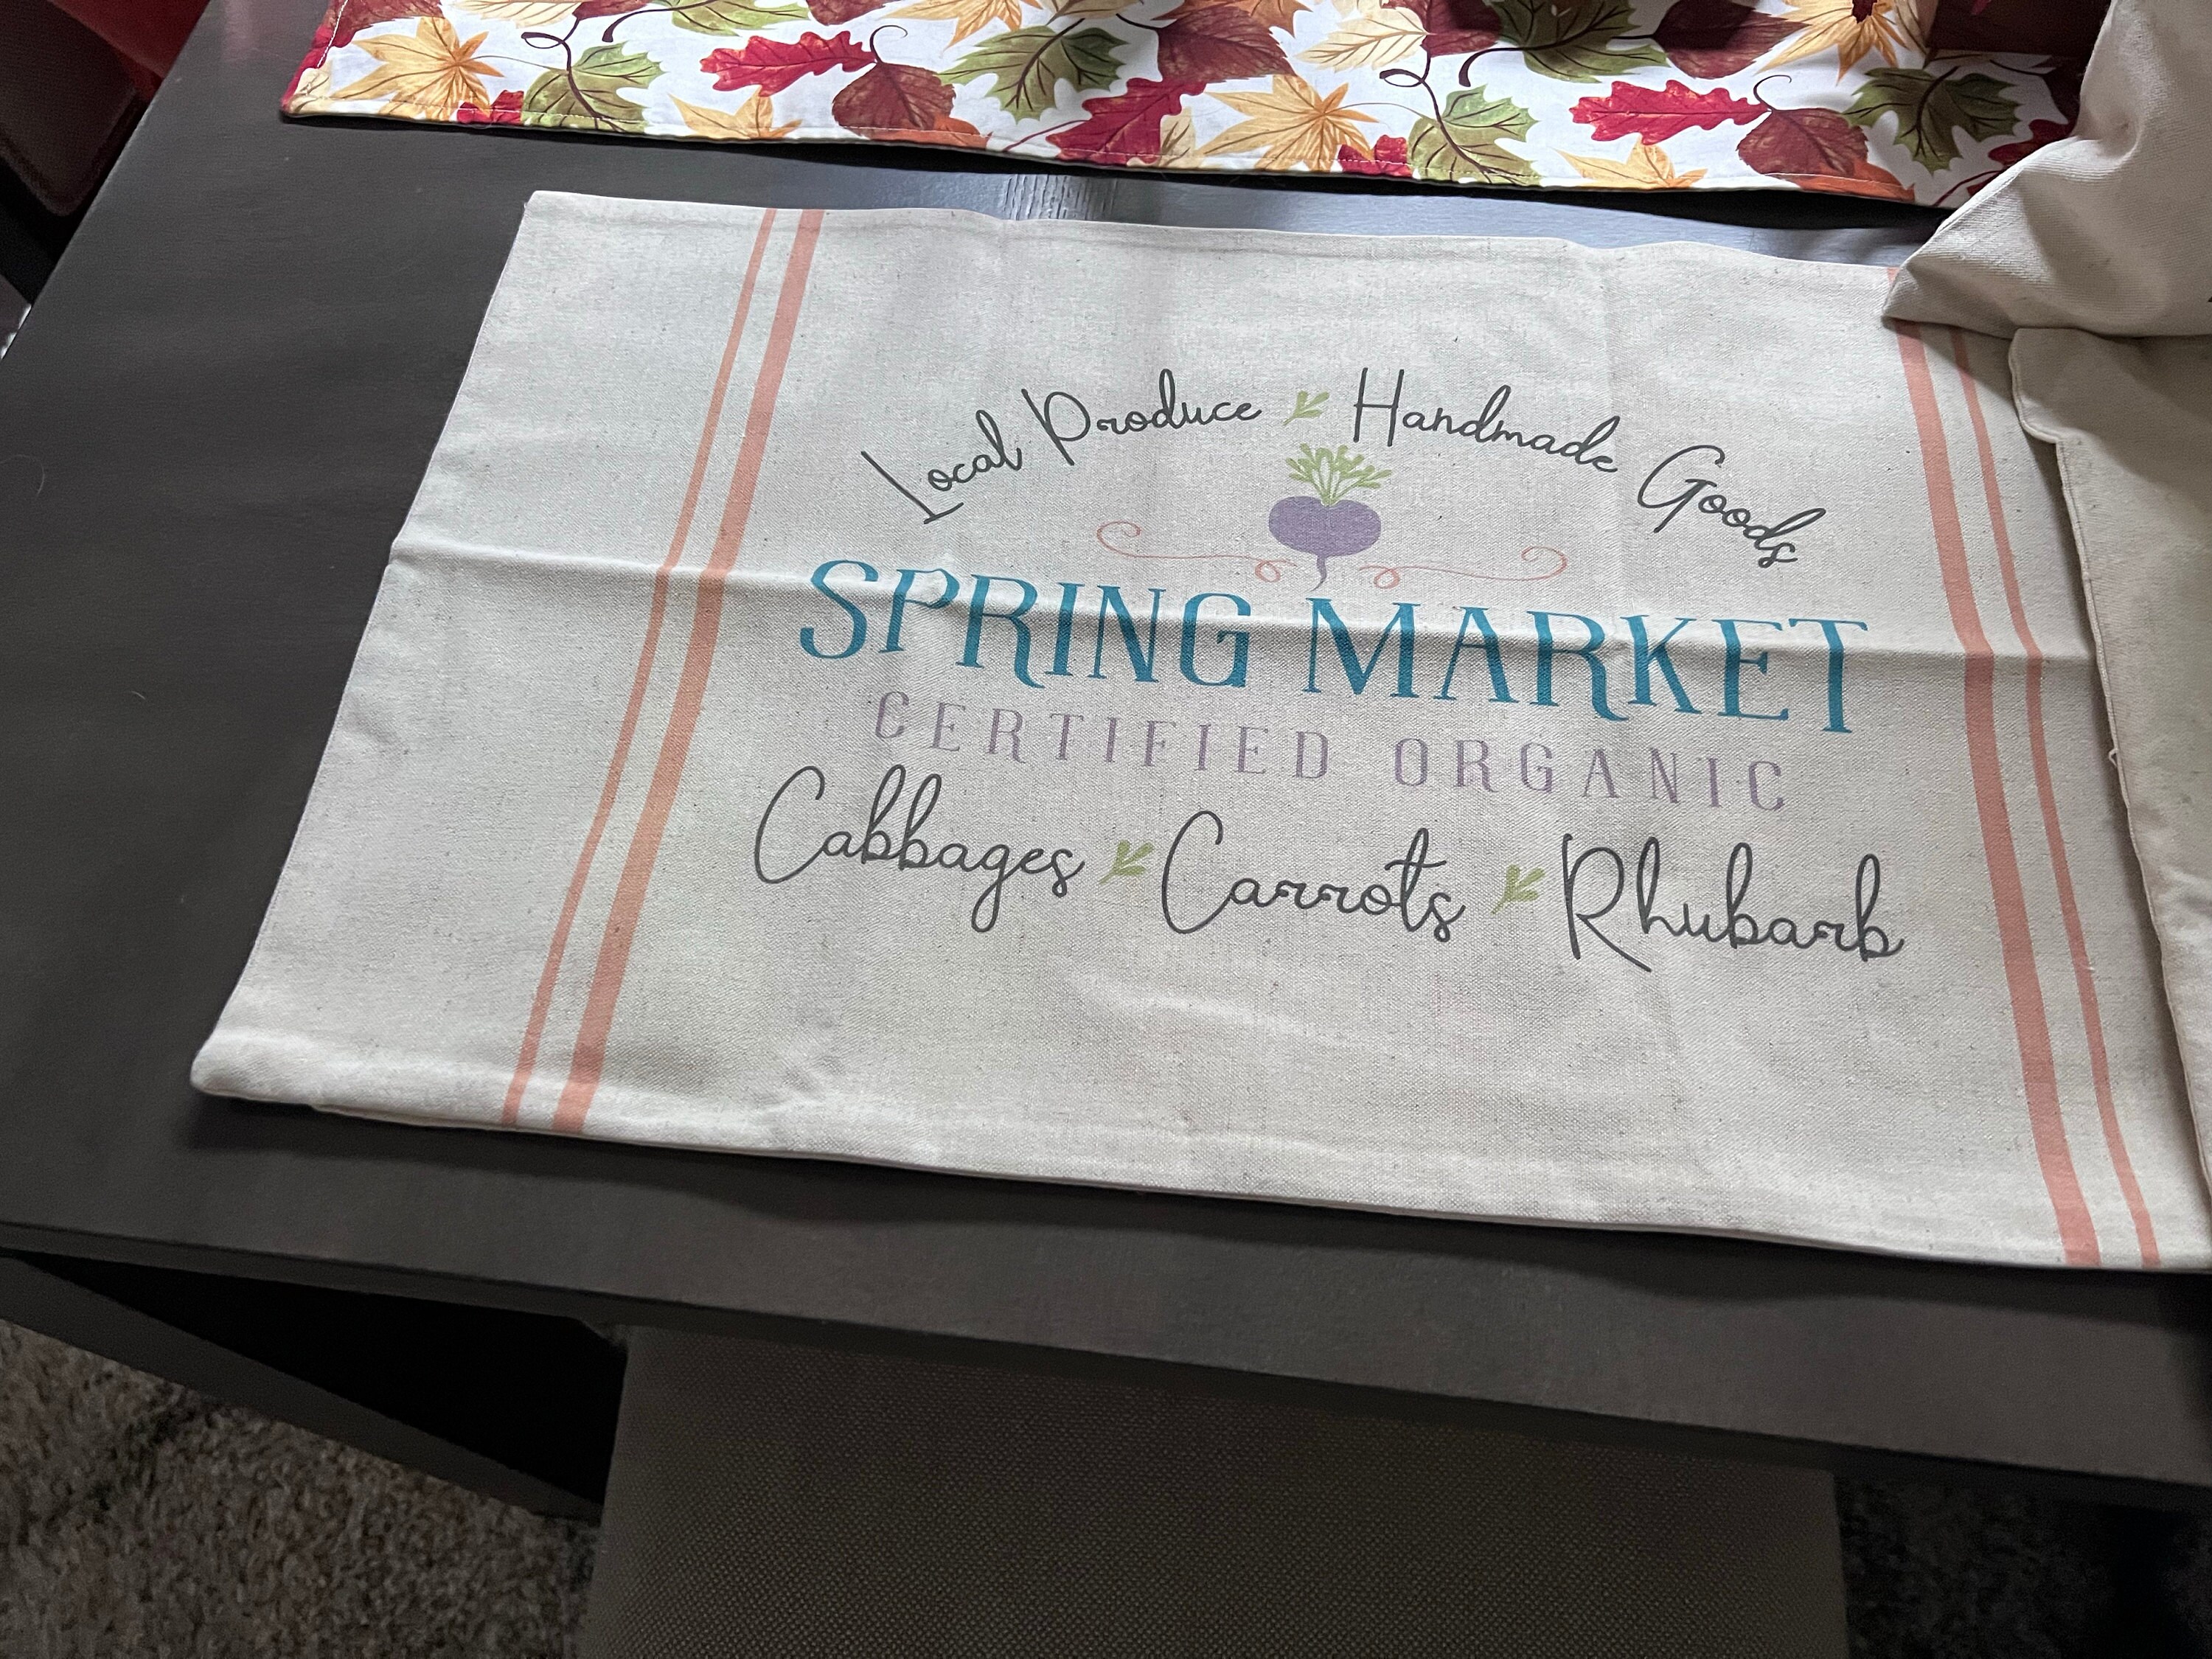 Local Produce Handmade Goods
SPRING MARKET
CERTIFIED ORGANIC
Cabbages Carrots Rhubarb